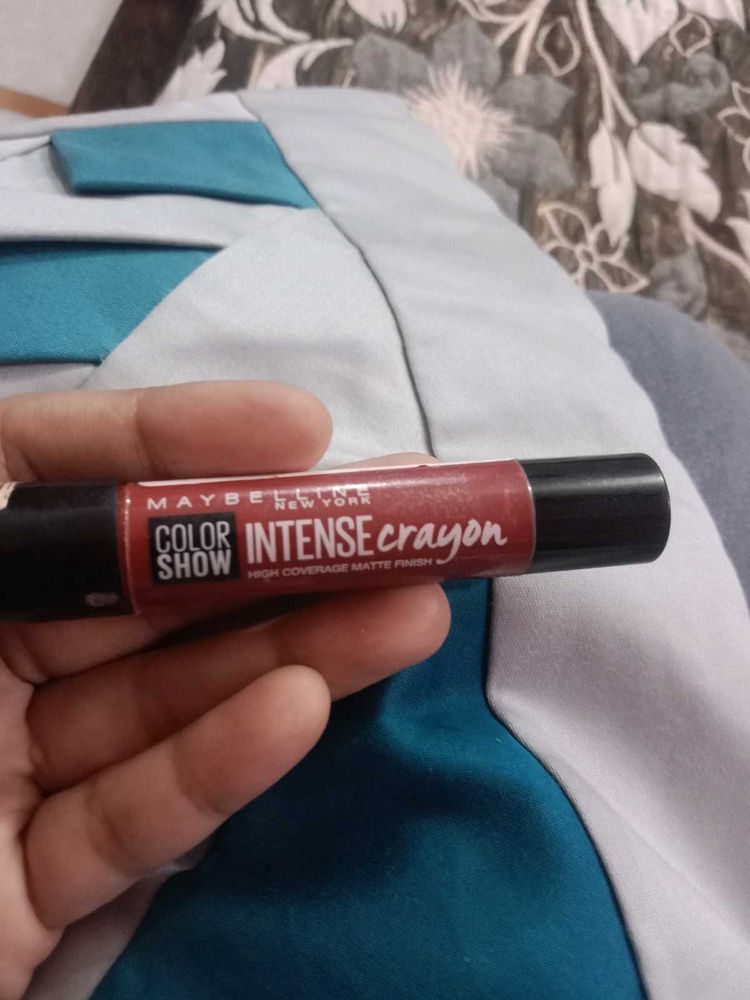 MAYBELLINE
NEW YORK
COLOR
SHOW
INTENSE crayon
HIGH COVERAGE MATTE FINISH